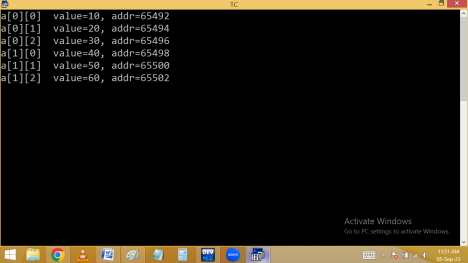 TC
a[0][0]  value=10, addr=65492
a[0][1]  value=20, addr=65494
a[0][2]  value=30, addr=65496
a[1][0]  value=40, addr=65498
a[1][1]  value=50, addr=65500
a[1][2]  value=60, addr=65502
Activate Windows
Go to PC settings to activate Windows.
11:51 AM
05-Sep-23